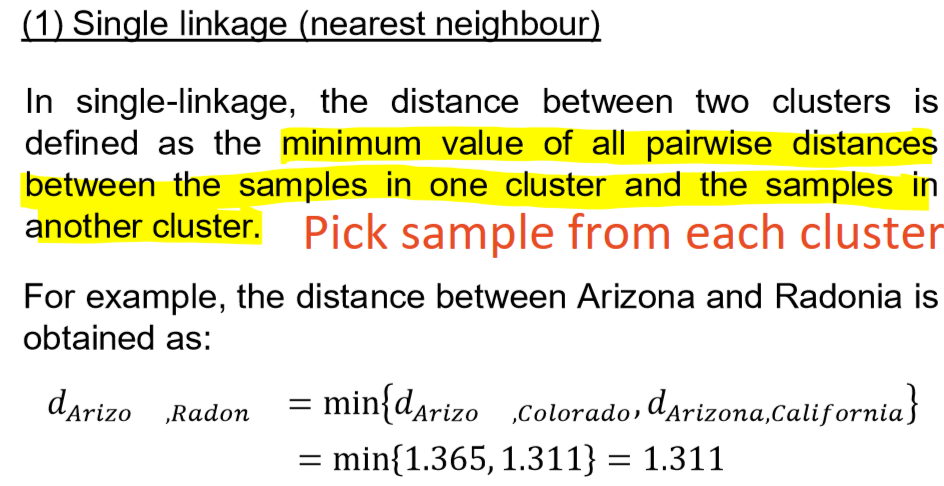 (1) Single linkage (nearest neighbour)
In single-linkage, the distance between two clusters is
defined as the minimum value of all pairwise distances
between the samples in one cluster and the samples in
another cluster. Pick sample from each cluster
For example, the distance between Arizona and Radonia is
obtained as:
d_{Arizo ,Radon} = min{d_{Arizo ,Colorado}, d_{Arizona,California}}
= min{1.365, 1.311} = 1.311